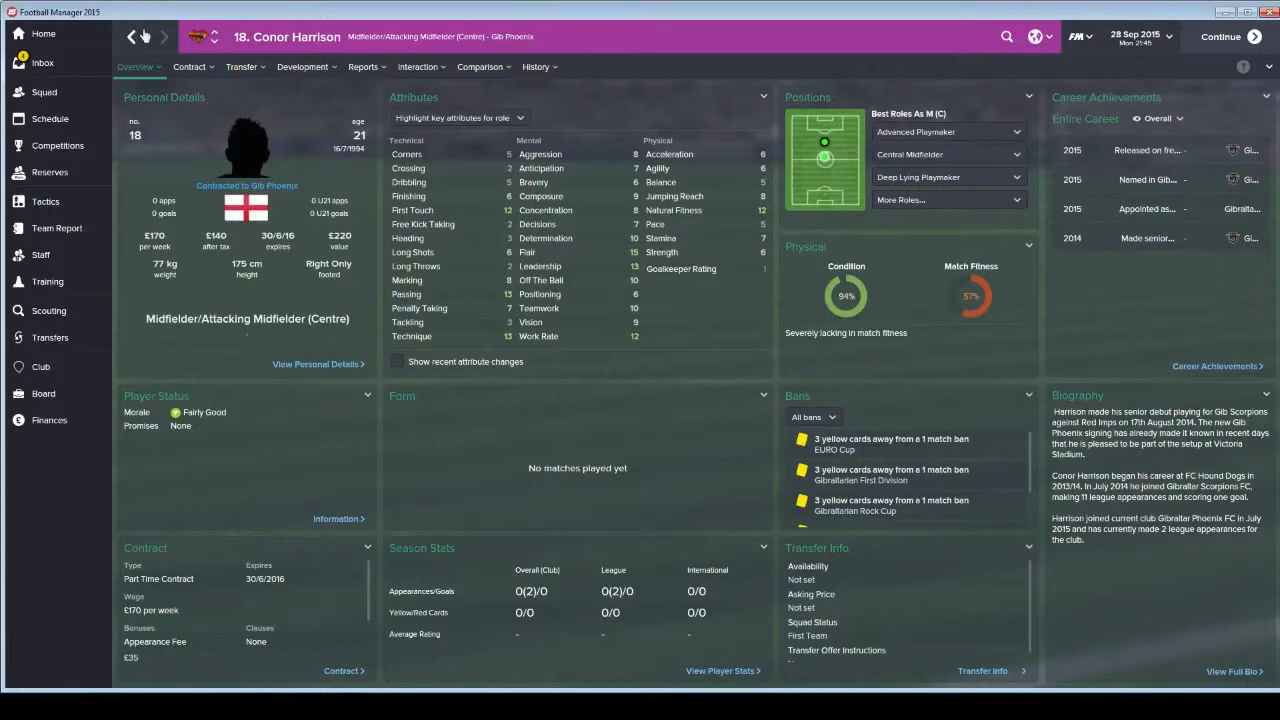 Football Manager 2015
Home
18. Conor Harrison
Midfielder/Attacking Midfielder (Centre) - Gib Phoenix
FM
28 Sep 2015
Mon 21:45
Continue
Inbox
Overview
Contract
Transfer
Development
Reports
Interaction
Comparison
History
?
Squad
Schedule
Competitions
Reserves
Tactics
Team Report
Staff
Training
Scouting
Transfers
Club
Board
Finances
Personal Details
no.
18
age
21
16/7/1994
Contracted to Gib Phoenix
0 apps
0 goals
0 U21 apps
0 U21 goals
£170
per week
£140
after tax
30/6/16
expires
£220
value
77 kg
weight
175 cm
height
Right Only
footed
Midfielder/Attacking Midfielder (Centre)
View Personal Details >
Attributes
Highlight key attributes for role
Technical Mental Physical
Corners 5 Aggression 8 Acceleration 6
Crossing 2 Anticipation 7 Agility 6
Dribbling 5 Bravery 6 Balance 5
Finishing 6 Composure 9 Jumping Reach 8
First Touch 12 Concentration 8 Natural Fitness 12
Free Kick Taking 2 Decisions 7 Pace 5
Heading 3 Determination 10 Stamina 7
Long Shots 6 Flair 15 Strength 6
Long Throws 2 Leadership 13 Goalkeeper Rating 1
Marking 8 Off The Ball 10
Passing 13 Positioning 6
Penalty Taking 7 Teamwork 10
Tackling 3 Vision 9
Technique 13 Work Rate 12
Show recent attribute changes
Positions
Best Roles As M (C)
Advanced Playmaker
Central Midfielder
Deep Lying Playmaker
More Roles...
Physical
Condition
94%
Match Fitness
57%
Severely lacking in match fitness
Career Achievements
Entire Career
Overall
2015 Released on fre... - Gi...
2015 Named in Gib... - Gi...
2015 Appointed as... - Gibralta...
2014 Made senior... - Gi...
Career Achievements >
Player Status
Morale Fairly Good
Promises None
Information >
Form
No matches played yet
Bans
All bans
3 yellow cards away from a 1 match ban
EURO Cup
3 yellow cards away from a 1 match ban
Gibraltarian First Division
3 yellow cards away from a 1 match ban
Gibraltarian Rock Cup
Biography
Harrison made his senior debut playing for Gib Scorpions
against Red Imps on 17th August 2014. The new Gib
Phoenix signing has already made it known in recent days
that he is pleased to be part of the setup at Victoria
Stadium.
Conor Harrison began his career at FC Hound Dogs in
2013/14. In July 2014 he joined Gibraltar Scorpions FC,
making 11 league appearances and scoring one goal.
Harrison joined current club Gibraltar Phoenix FC in July
2015 and has currently made 2 league appearances for
the club.
View Full Bio >
Contract
Type Expires
Part Time Contract 30/6/2016
Wage
£170 per week
Bonuses Clauses
Appearance Fee None
£35
Contract >
Season Stats
Overall (Club) League International
Appearances/Goals 0(2)/0 0(2)/0 0/0
Yellow/Red Cards 0/0 0/0 0/0
Average Rating - - -
View Player Stats >
Transfer Info
Availability
Not set
Asking Price
Not set
Squad Status
First Team
Transfer Offer Instructions
Transfer Info >